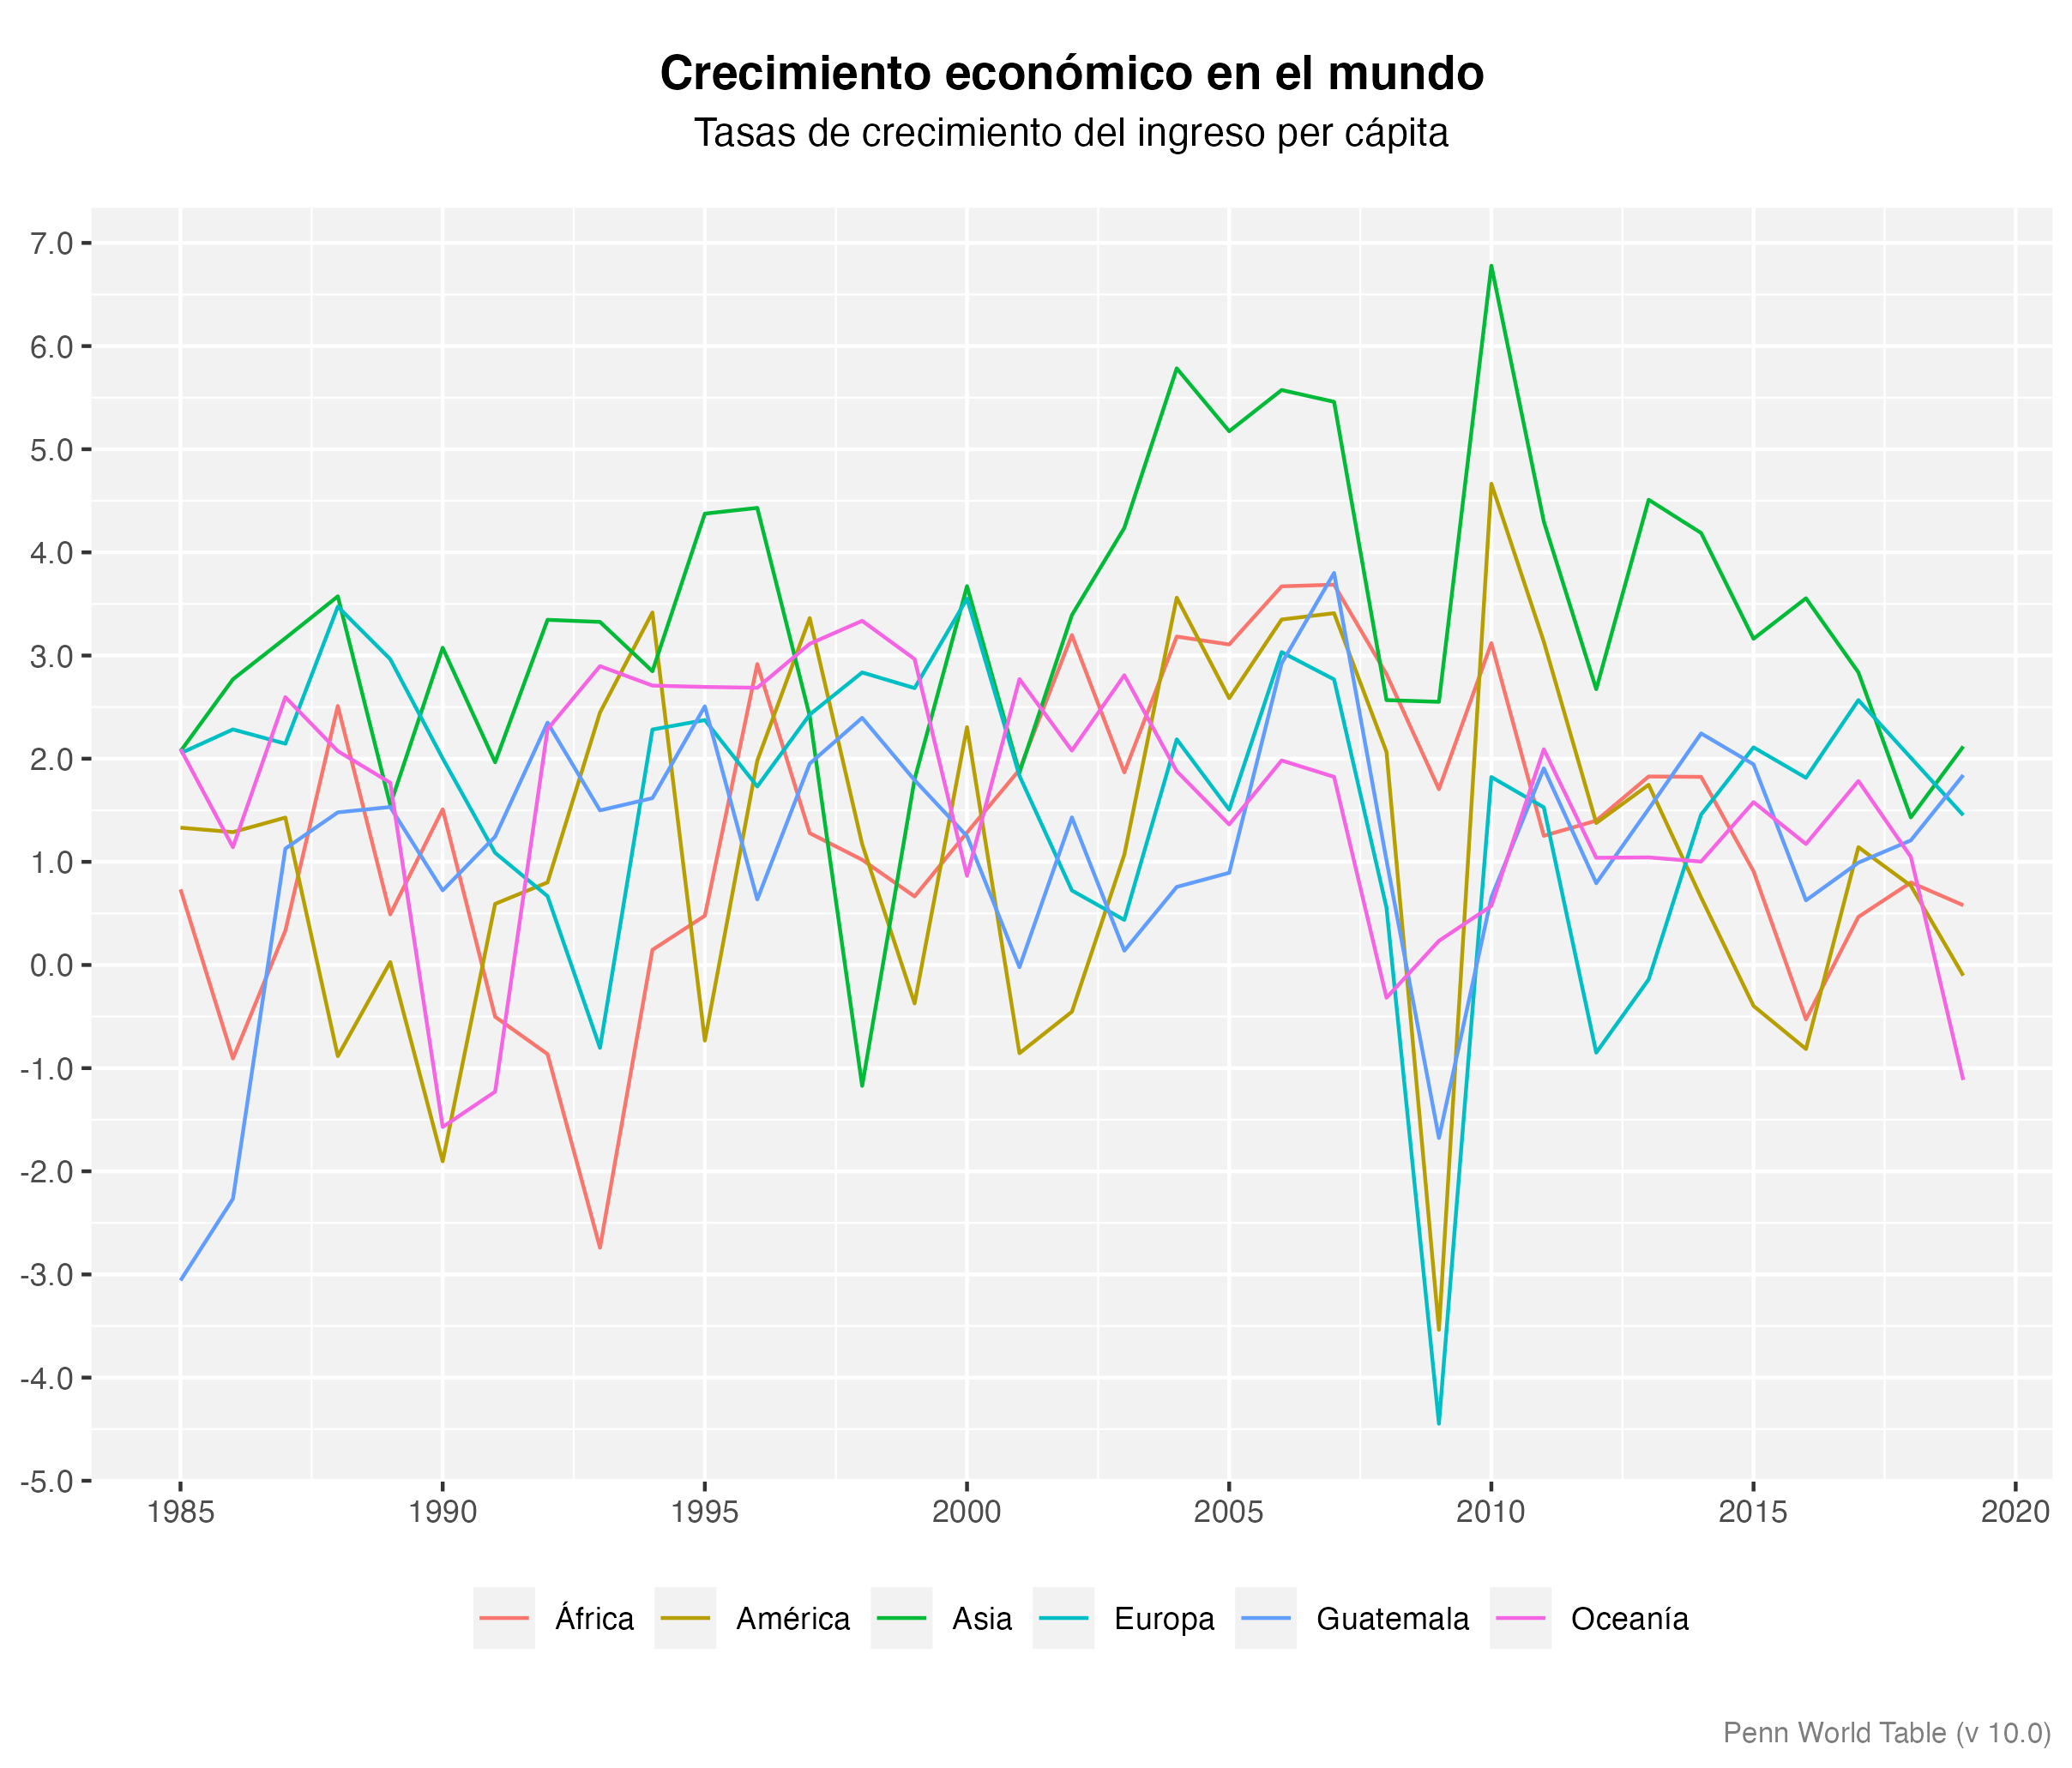 Crecimiento económico en el mundo
Tasas de crecimiento del ingreso per cápita
7.0
6.0
5.0
4.0
3.0
2.0
1.0
0.0
-1.0
-2.0
-3.0
-4.0
-5.0
1985 1990 1995 2000 2005 2010 2015 2020
África América Asia Europa Guatemala Oceanía
Penn World Table (v 10.0)